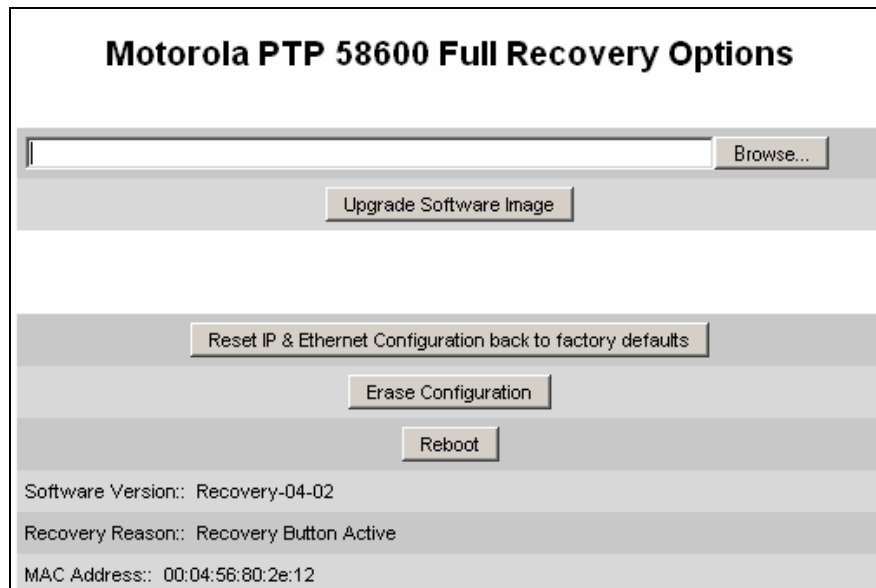 Motorola PTP 58600 Full Recovery Options
Browse...
Upgrade Software Image
Reset IP & Ethernet Configuration back to factory defaults
Erase Configuration
Reboot
Software Version:: Recovery-04-02
Recovery Reason:: Recovery Button Active
MAC Address:: 00:04:56:80:2e:12